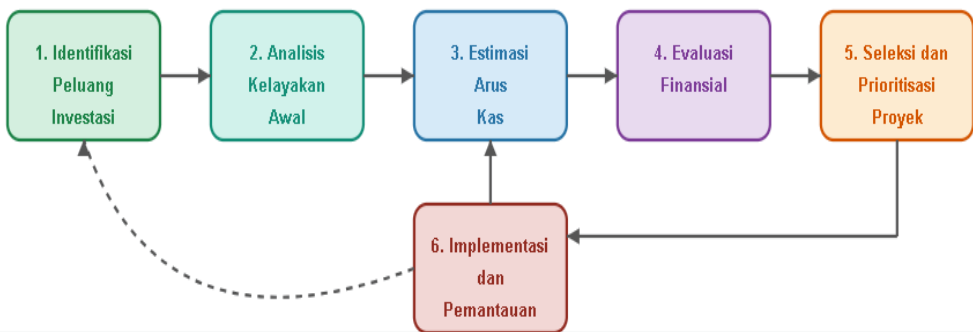 1. Identifikasi
Peluang
Investasi
2. Analisis
Kelayakan
Awal
3. Estimasi
Arus
Kas
4. Evaluasi
Finansial
5. Seleksi dan
Prioritisasi
Proyek
6. Implementasi
dan
Pemantauan